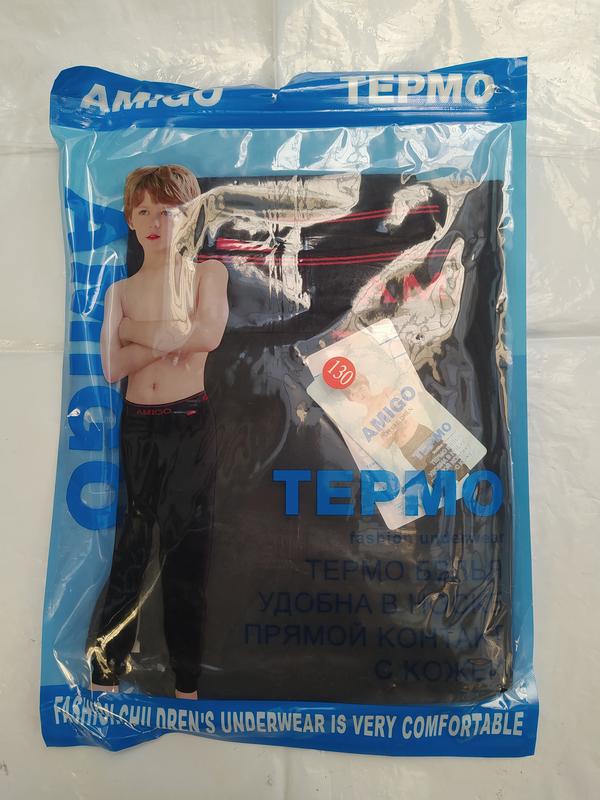 AMIGO ТЕРМО
AMIGO
AMIGO
130
AMIGO
ТЕРМО
ТЕРМО
fashion underwear
ТЕРМО БЕЛЬЯ
УДОБНА В НОСКЕ
ПРЯМОЙ КОНТАКТ
С КОЖЕЙ
FASHION CHILDREN'S UNDERWEAR IS VERY COMFORTABLE